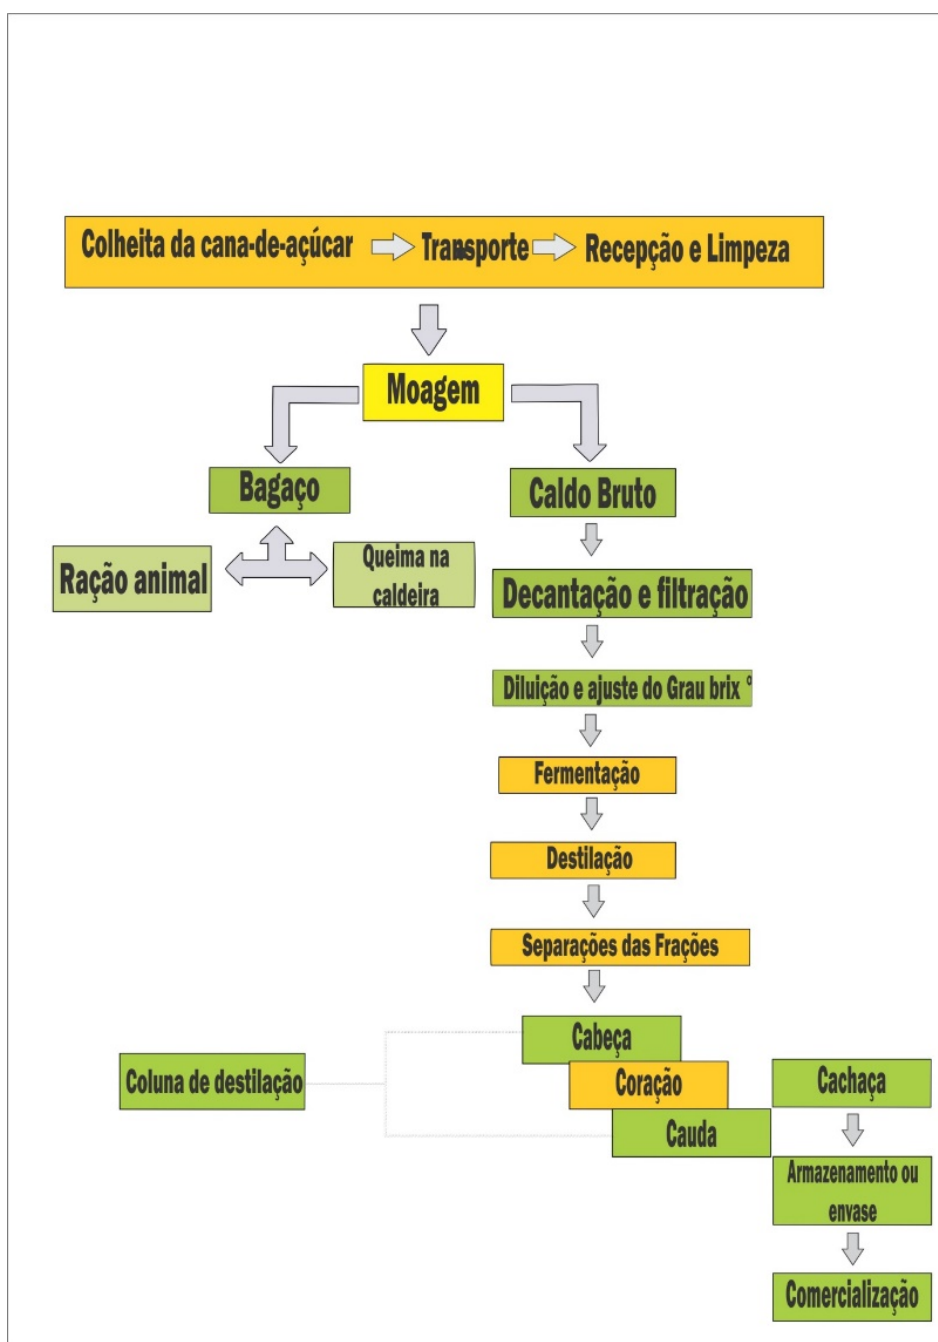 Colheita da cana-de-açúcar Transporte Recepção e Limpeza
Moagem
Bagaço
Caldo Bruto
Ração animal
Queima na
caldeira
Decantação e filtração
Diluição e ajuste do Grau brix °
Fermentação
Destilação
Separações das Frações
Cabeça
Coluna de destilação
Coração
Cachaça
Cauda
Armazenamento ou
envase
Comercialização